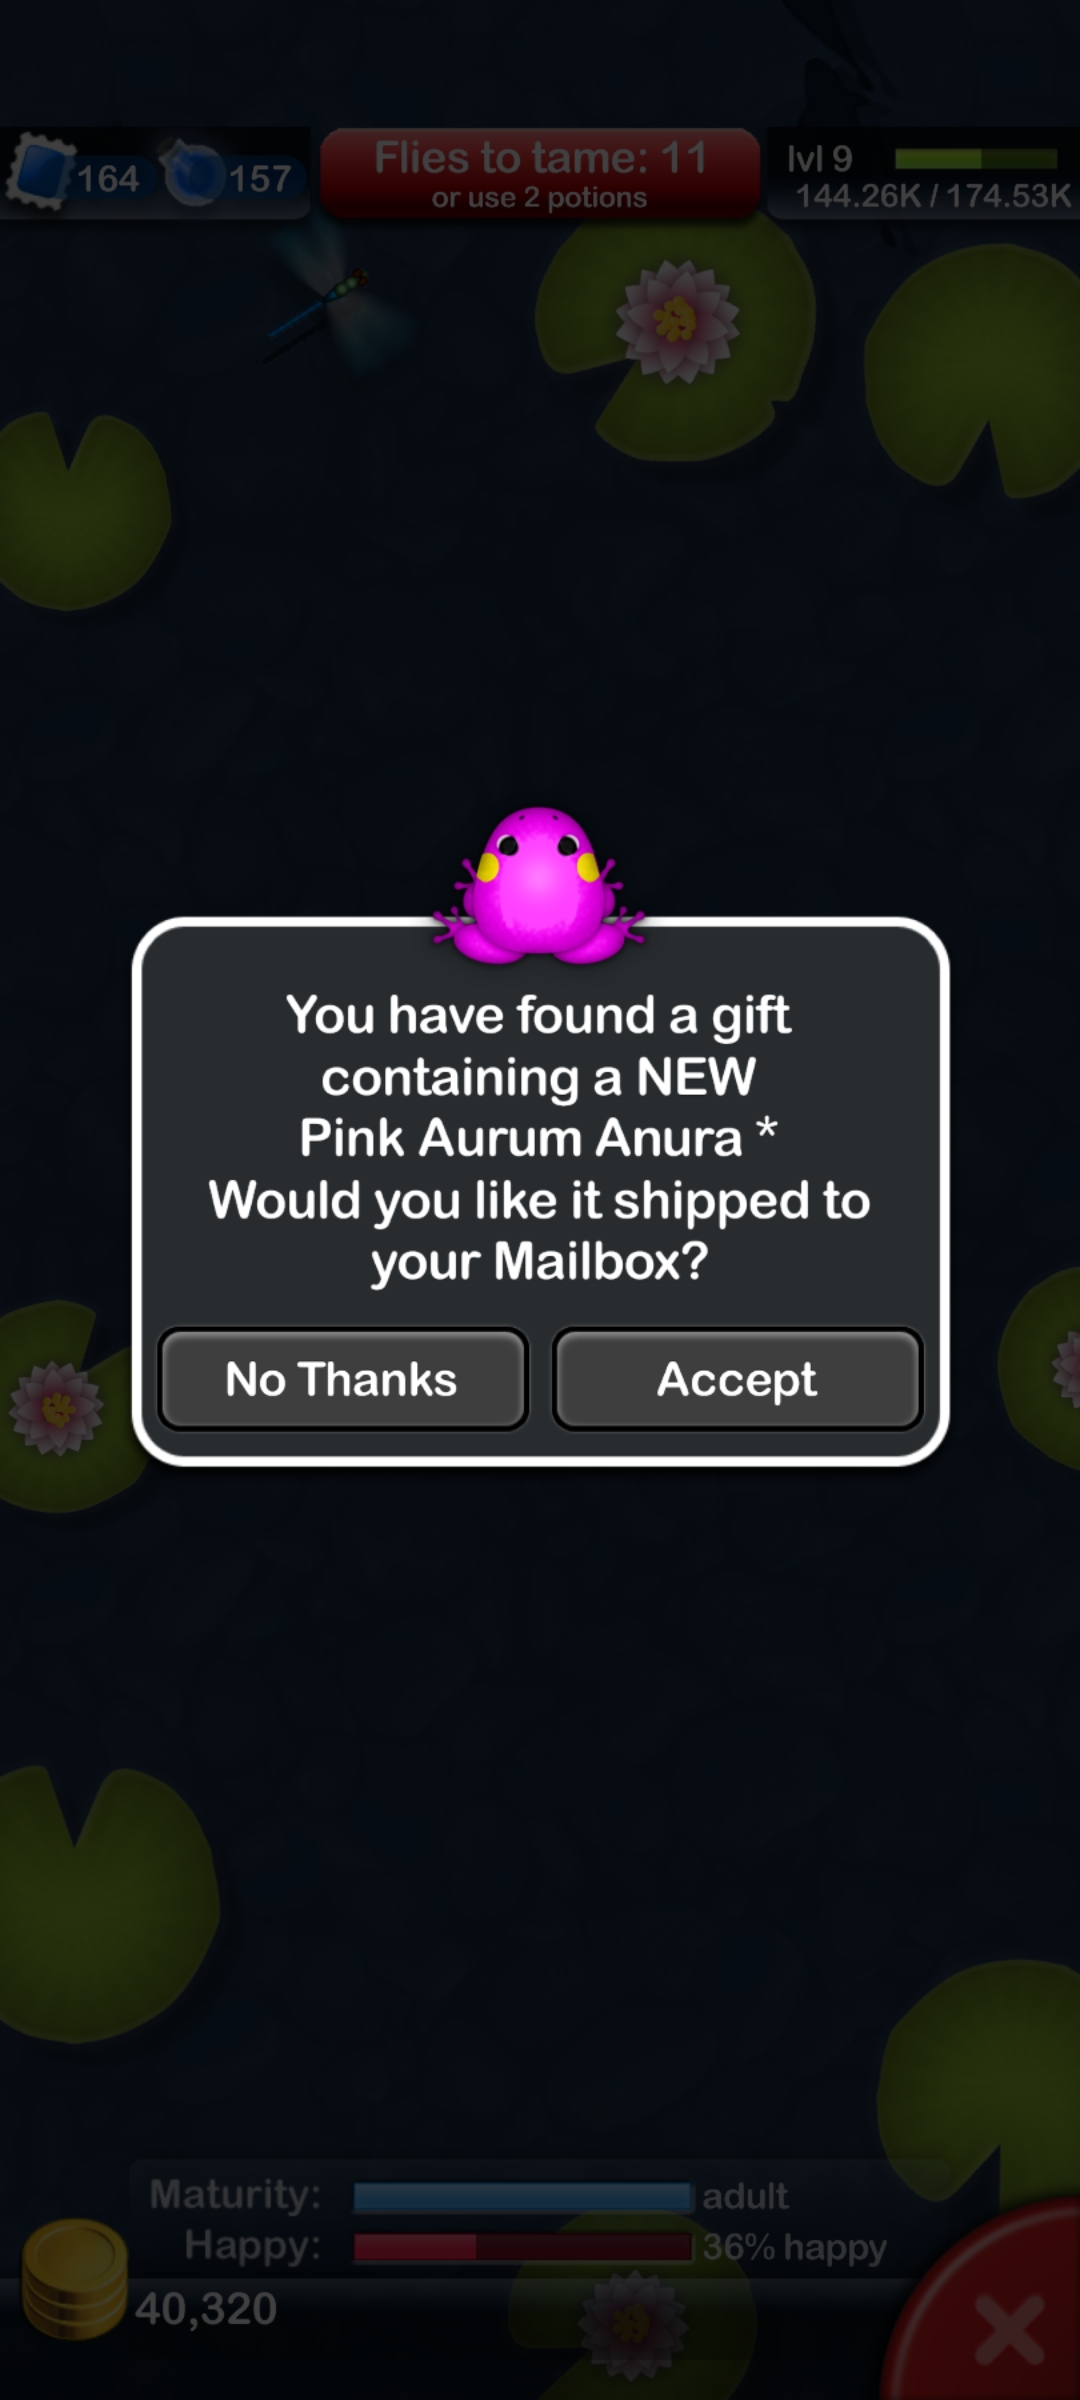 164
157
Flies to tame: 11
or use 2 potions
lvl 9
144.26K / 174.53K
You have found a gift
containing a NEW
Pink Aurum Anura *
Would you like it shipped to
your Mailbox?
No Thanks
Accept
Maturity:
adult
Happy:
36% happy
40,320